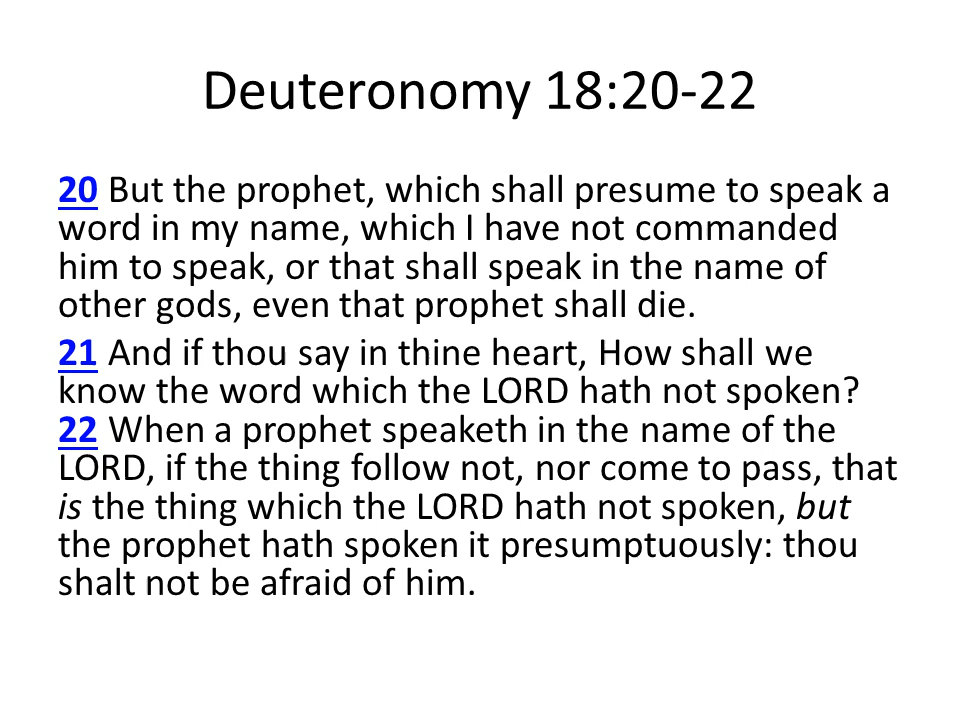 Deuteronomy 18:20-22
20 But the prophet, which shall presume to speak a
word in my name, which I have not commanded
him to speak, or that shall speak in the name of
other gods, even that prophet shall die.
21 And if thou say in thine heart, How shall we
know the word which the LORD hath not spoken?
22 When a prophet speaketh in the name of the
LORD, if the thing follow not, nor come to pass, that
is the thing which the LORD hath not spoken, but
the prophet hath spoken it presumptuously: thou
shalt not be afraid of him.